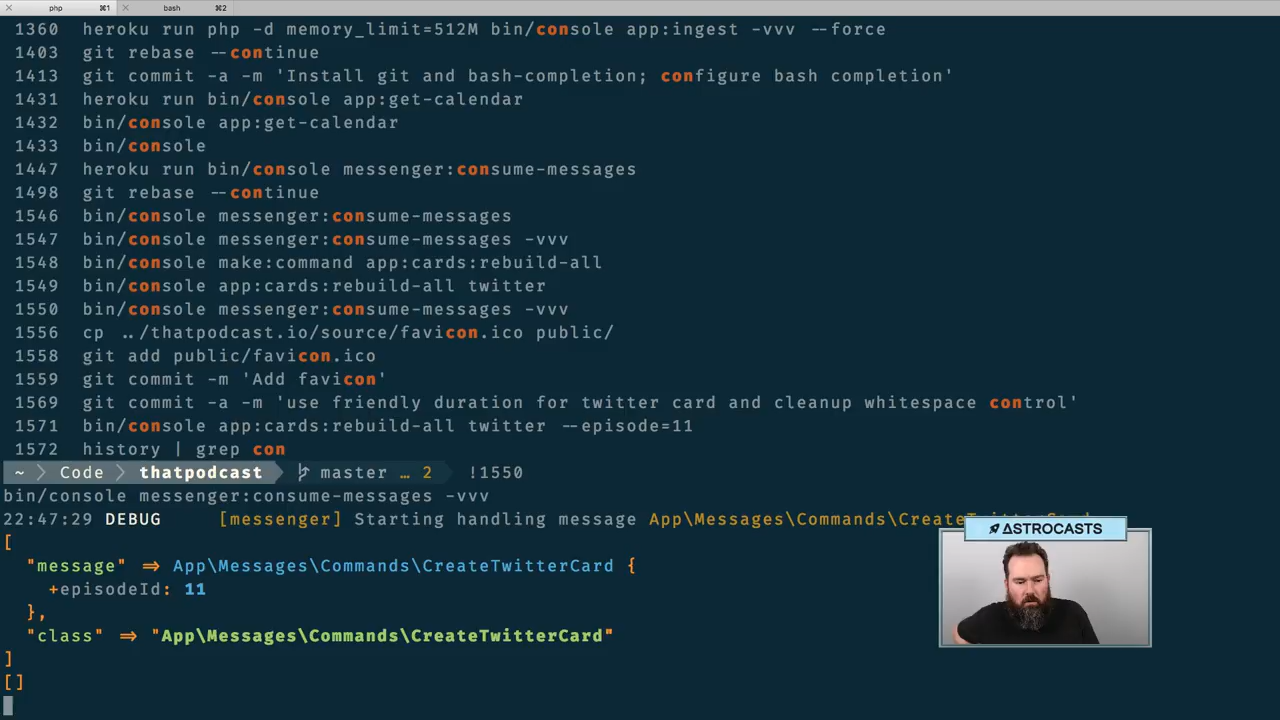 php ⌘1 bash ⌘2
1360 heroku run php -d memory_limit=512M bin/console app:ingest -vvv --force
1403 git rebase --continue
1413 git commit -a -m 'Install git and bash-completion; configure bash completion'
1431 heroku run bin/console app:get-calendar
1432 bin/console app:get-calendar
1433 bin/console
1447 heroku run bin/console messenger:consume-messages
1498 git rebase --continue
1546 bin/console messenger:consume-messages
1547 bin/console messenger:consume-messages -vvv
1548 bin/console make:command app:cards:rebuild-all
1549 bin/console app:cards:rebuild-all twitter
1550 bin/console messenger:consume-messages -vvv
1556 cp ../thatpodcast.io/source/favicon.ico public/
1558 git add public/favicon.ico
1559 git commit -m 'Add favicon'
1569 git commit -a -m 'use friendly duration for twitter card and cleanup whitespace control'
1571 bin/console app:cards:rebuild-all twitter --episode=11
1572 history | grep con
~ Code thatpodcast master … 2 !1550
bin/console messenger:consume-messages -vvv
22:47:29 DEBUG [messenger] Starting handling message App\Messages\Commands\CreateTwitterCard
ΔSTROCASTS
[
"message" => App\Messages\Commands\CreateTwitterCard {
+episodeId: 11
},
"class" => "App\Messages\Commands\CreateTwitterCard"
]
[]